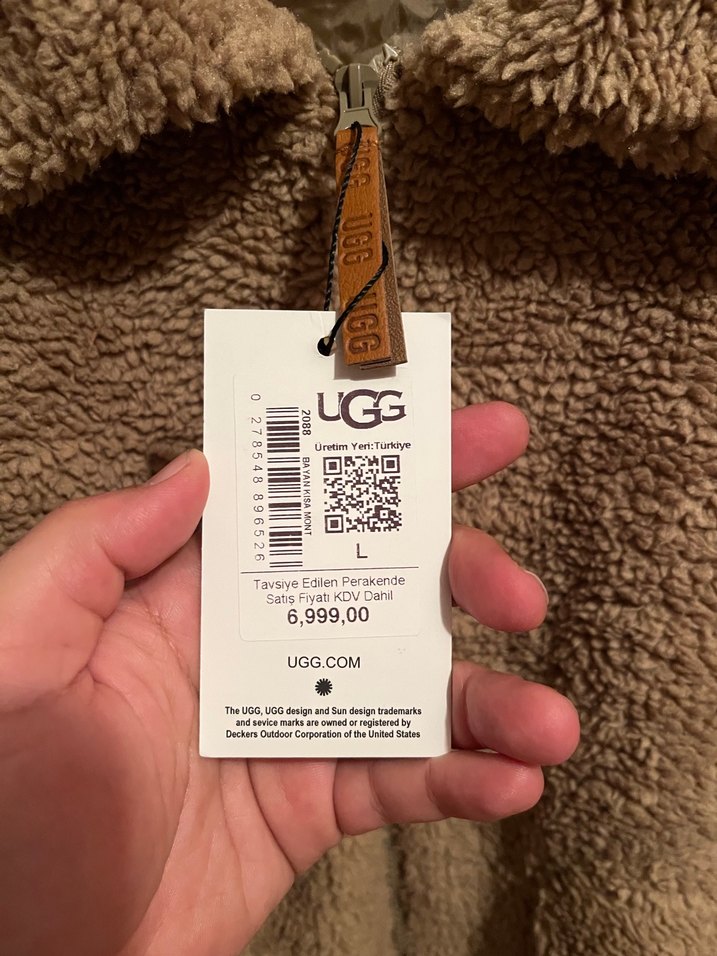 UGG UGG UGG
UGG
Üretim Yeri:Türkiye
2088
BAYAN KISA MONT
0 278548 896526
L
Tavsiye Edilen Perakende
Satış Fiyatı KDV Dahil
6,999,00
UGG.COM
The UGG, UGG design and Sun design trademarks
and sevice marks are owned or registered by
Deckers Outdoor Corporation of the United States